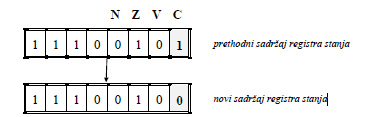 N Z V C
1 1 1 0 0 1 0 1 prethodni sadržaj registra stanja
1 1 1 0 0 1 0 0 novi sadržaj registra stanja